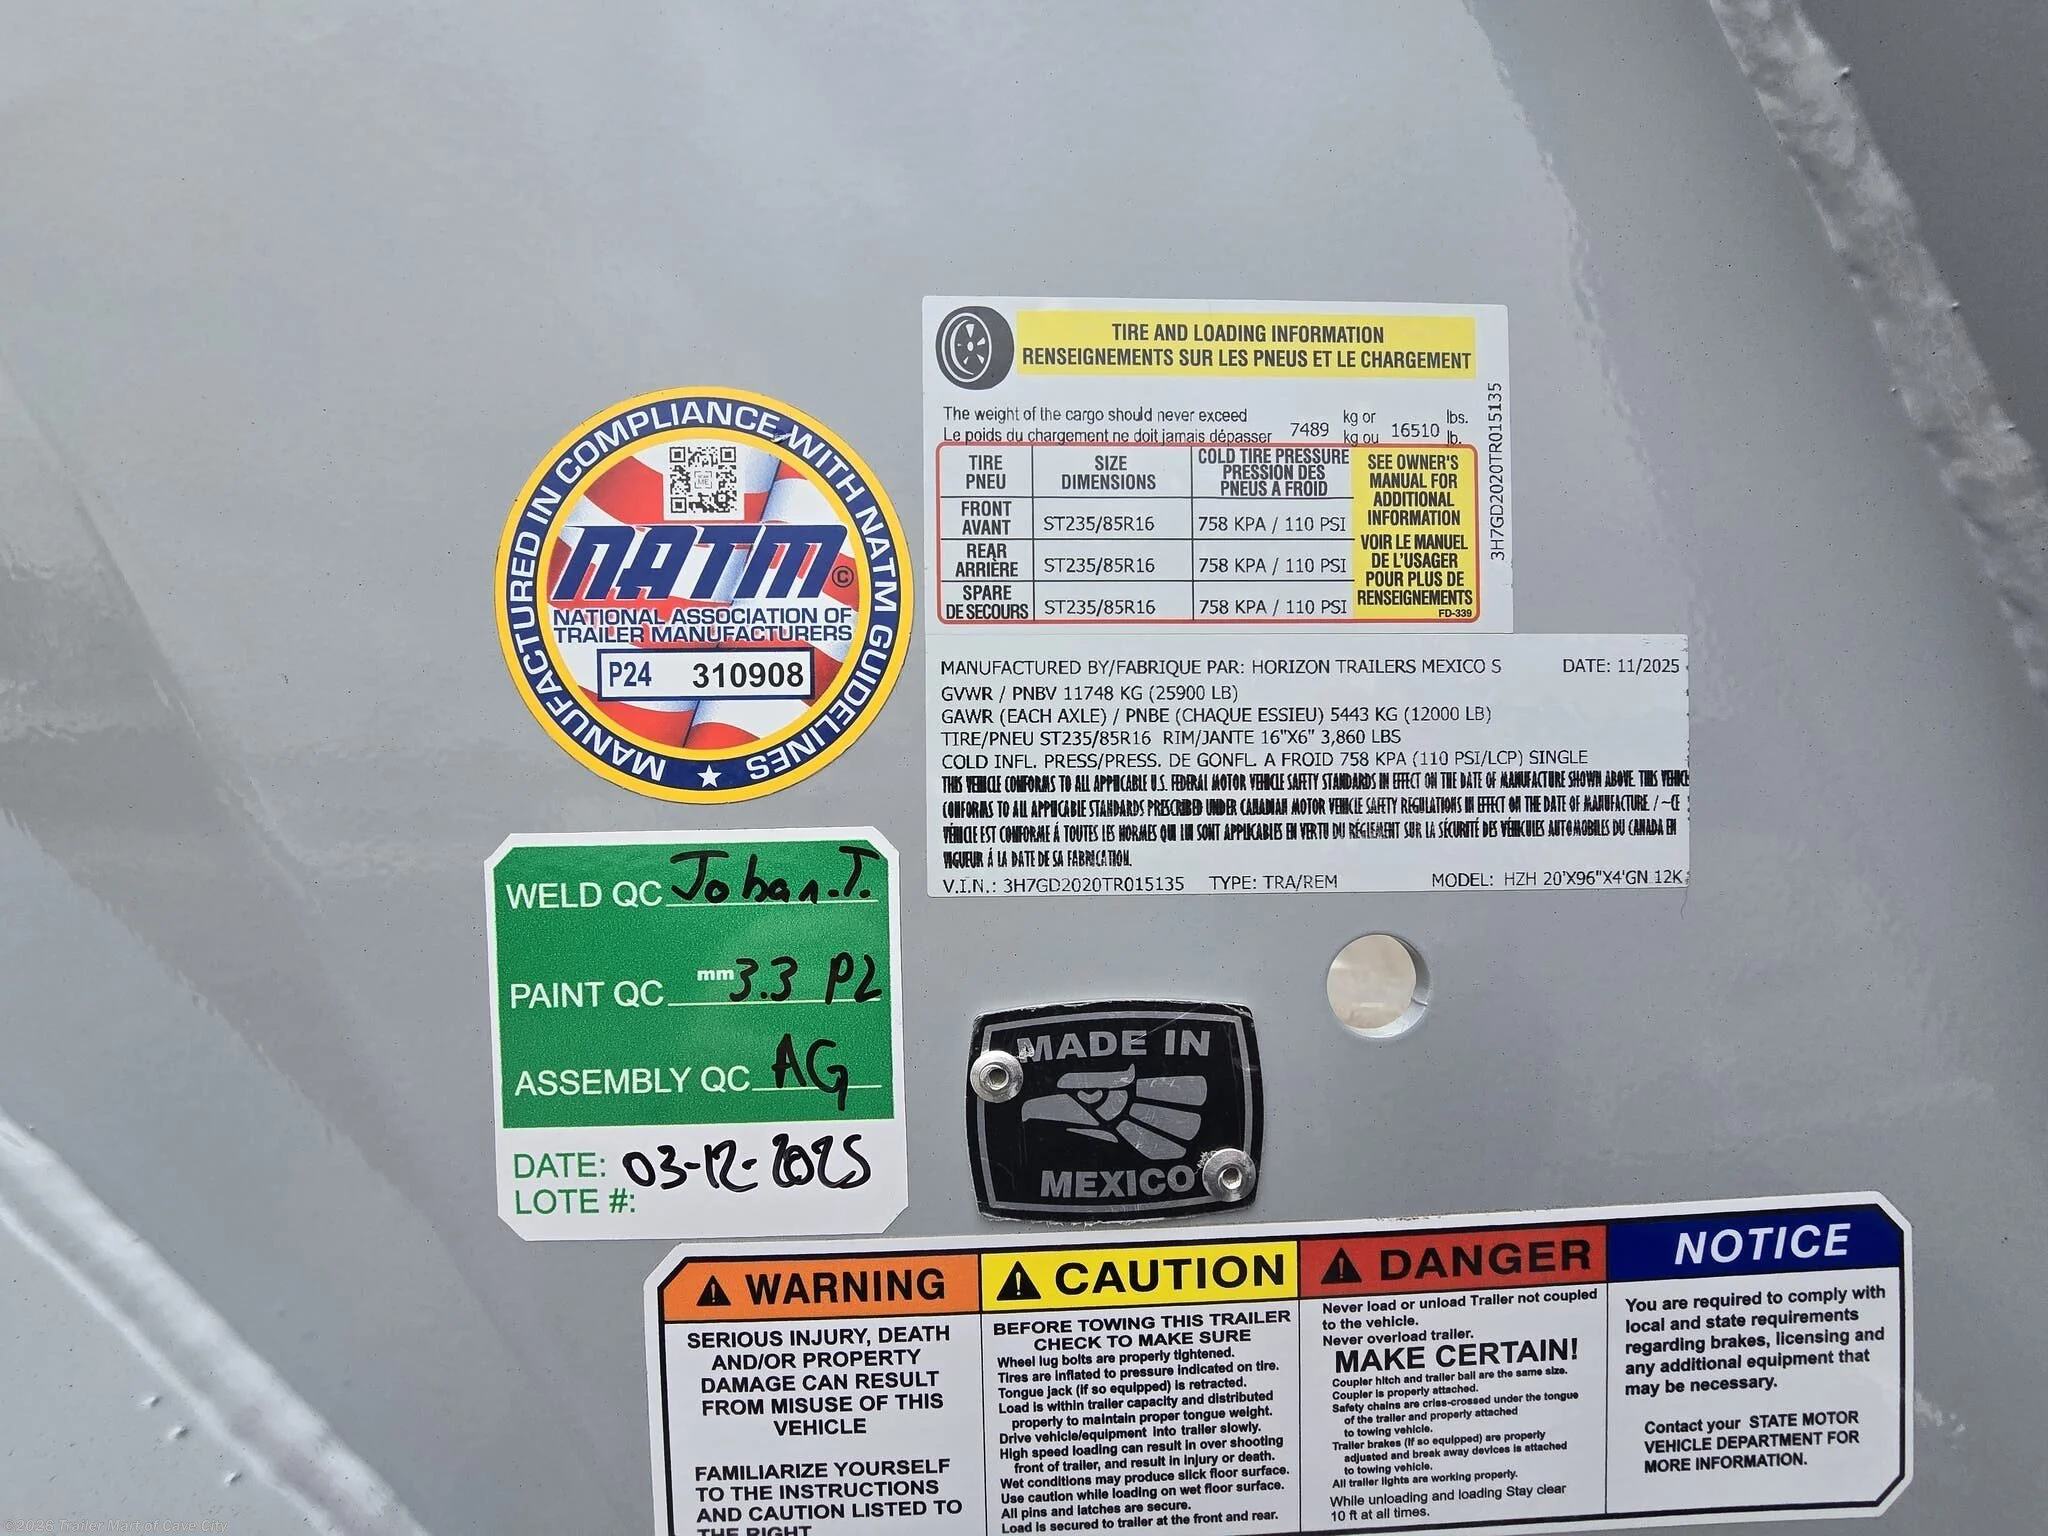 TIRE AND LOADING INFORMATION
RENSEIGNEMENTS SUR LES PNEUS ET LE CHARGEMENT
The weight of the cargo should never exceed 7489 kg or 16510 lbs.
Le poids du chargement ne doit jamais dépasser kg ou lb.
TIRE PNEU SIZE DIMENSIONS COLD TIRE PRESSURE PRESSION DES PNEUS A FROID
FRONT AVANT ST235/85R16 758 KPA / 110 PSI
REAR ARRIÈRE ST235/85R16 758 KPA / 110 PSI
SPARE DE SECOURS ST235/85R16 758 KPA / 110 PSI
SEE OWNER'S
MANUAL FOR
ADDITIONAL
INFORMATION
VOIR LE MANUEL
DE L'USAGER
POUR PLUS DE
RENSEIGNEMENTS
FD-339
3H7GD2020TR015135
MANUFACTURED IN COMPLIANCE WITH NATM GUIDELINES
SCAN ME
NATM ©
NATIONAL ASSOCIATION OF
TRAILER MANUFACTURERS
P24 310908
MANUFACTURED BY/FABRIQUE PAR: HORIZON TRAILERS MEXICO S DATE: 11/2025
GVWR / PNBV 11748 KG (25900 LB)
GAWR (EACH AXLE) / PNBE (CHAQUE ESSIEU) 5443 KG (12000 LB)
TIRE/PNEU ST235/85R16 RIM/JANTE 16"X6" 3,860 LBS
COLD INFL. PRESS/PRESS. DE GONFL. A FROID 758 KPA (110 PSI/LCP) SINGLE
THIS VEHICLE CONFORMS TO ALL APPLICABLE U.S. FEDERAL MOTOR VEHICLE SAFETY STANDARDS IN EFFECT ON THE DATE OF MANUFACTURE SHOWN ABOVE. THIS VEHICLE
CONFORMS TO ALL APPLICABLE STANDARDS PRESCRIBED UNDER CANADIAN MOTOR VEHICLE SAFETY REGULATIONS IN EFFECT ON THE DATE OF MANUFACTURE / -CE
VÉHICLE EST CONFORME À TOUTES LES NORMES QUI LUI SONT APPLICABLES EN VERTU DU RÉGLEMENT SUR LA SÉCURITÉ DES VÉHICULES AUTOMOBILES DU CANADA EN
VIGUEUR Á LA DATE DE SA FABRICATION.
V.I.N.: 3H7GD2020TR015135 TYPE: TRA/REM MODEL: HZH 20'X96"X4'GN 12K
WELD QC Joban.T.
PAINT QC mm 3.3 P2
ASSEMBLY QC AG
DATE: 03-12-2025
LOTE #:
MADE IN
MEXICO
WARNING
SERIOUS INJURY, DEATH
AND/OR PROPERTY
DAMAGE CAN RESULT
FROM MISUSE OF THIS
VEHICLE
FAMILIARIZE YOURSELF
TO THE INSTRUCTIONS
AND CAUTION LISTED TO
THE RIGHT
CAUTION
BEFORE TOWING THIS TRAILER
CHECK TO MAKE SURE
Wheel lug bolts are properly tightened.
Tires are inflated to pressure indicated on tire.
Tongue jack (if so equipped) is retracted.
Load is within trailer capacity and distributed
properly to maintain proper tongue weight.
Drive vehicle/equipment into trailer slowly.
High speed loading can result in over shooting
front of trailer, and result in injury or death.
Wet conditions may produce slick floor surface.
Use caution while loading on wet floor surface.
All pins and latches are secure.
Load is secured to trailer at the front and rear.
DANGER
Never load or unload Trailer not coupled
to the vehicle.
Never overload trailer.
MAKE CERTAIN!
Coupler hitch and trailer ball are the same size.
Coupler is properly attached.
Safety chains are criss-crossed under the tongue
of the trailer and properly attached
to towing vehicle.
Trailer brakes (if so equipped) are properly
adjusted and break away devices is attached
to towing vehicle.
All trailer lights are working properly.
While unloading and loading Stay clear
10 ft at all times.
NOTICE
You are required to comply with
local and state requirements
regarding brakes, licensing and
any additional equipment that
may be necessary.
Contact your STATE MOTOR
VEHICLE DEPARTMENT FOR
MORE INFORMATION.
©2026 Trailer Mart of Cave City